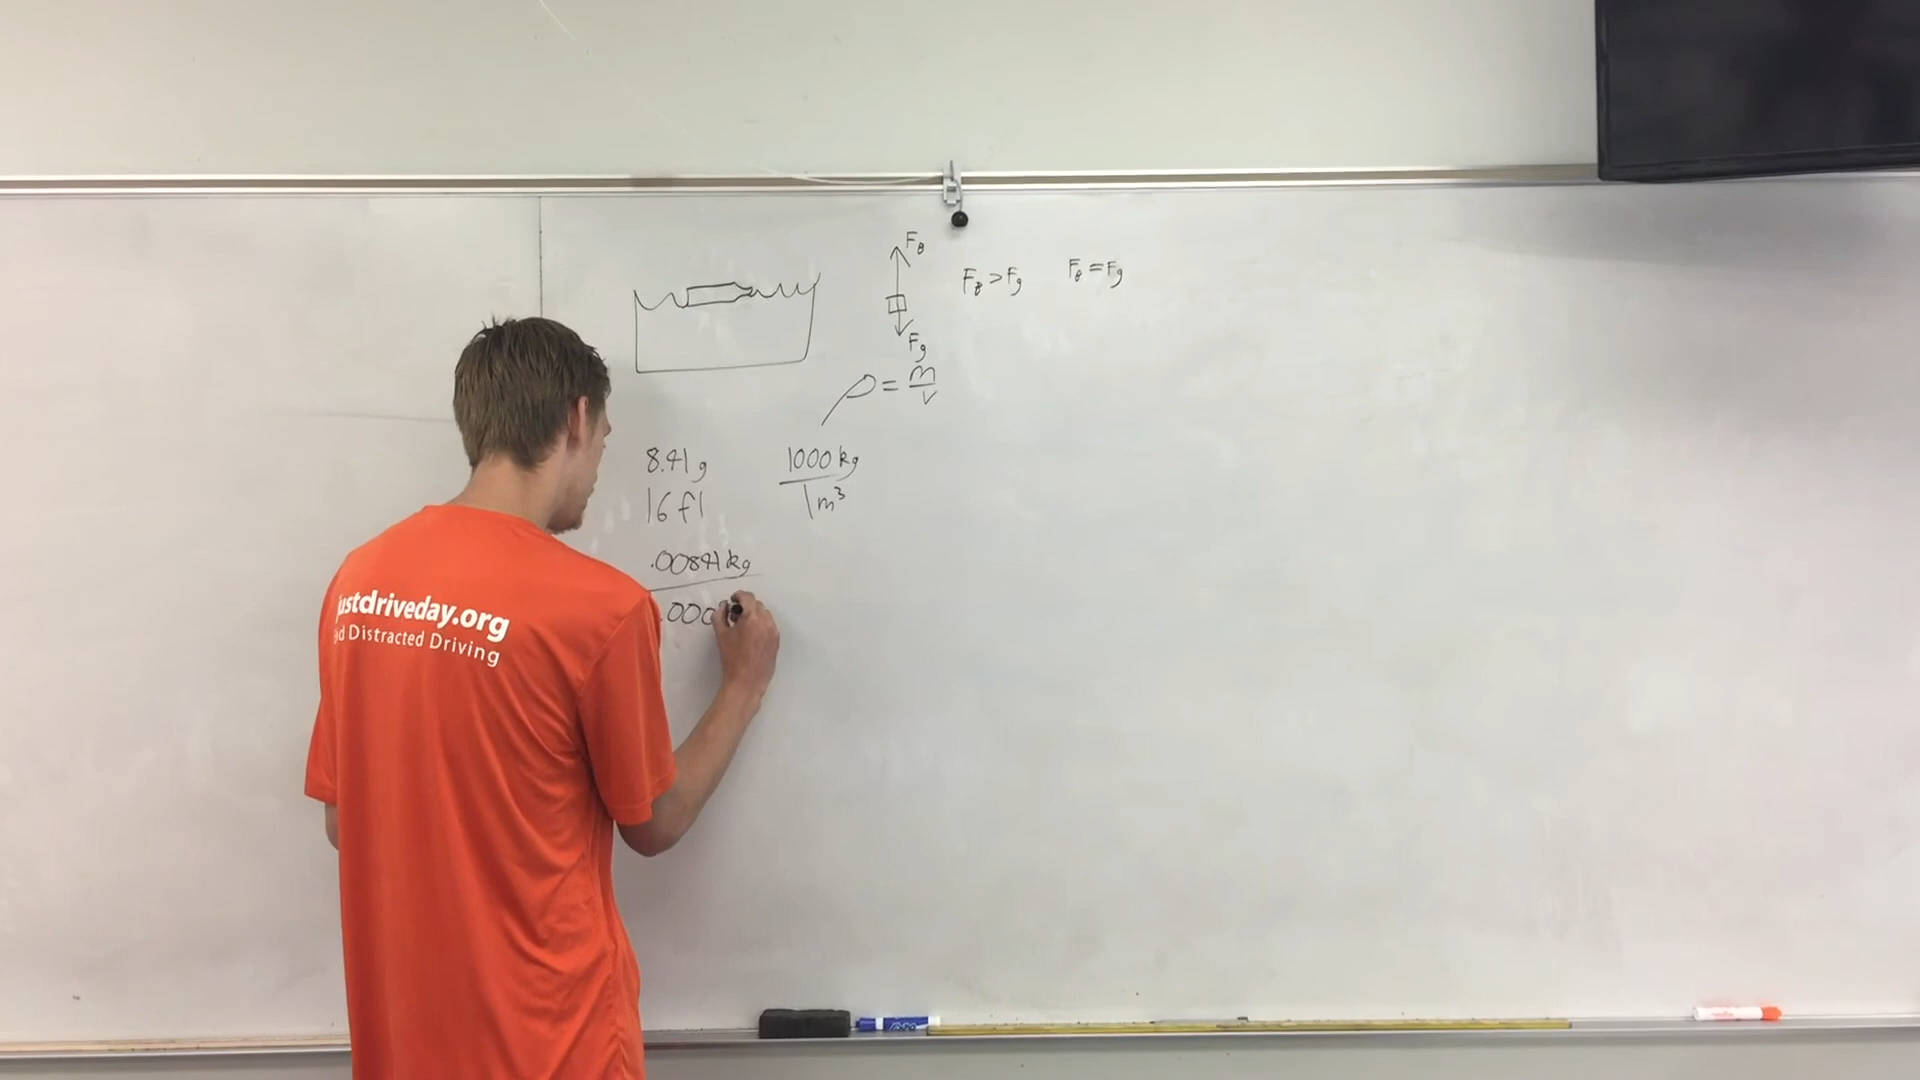 F_B
F_B > F_g
F_B = F_g
F_g
ρ = m/v
8.41 g
1000 kg
16 fl
1 m³
.00841 kg
.000
justdriveday.org
Distracted Driving